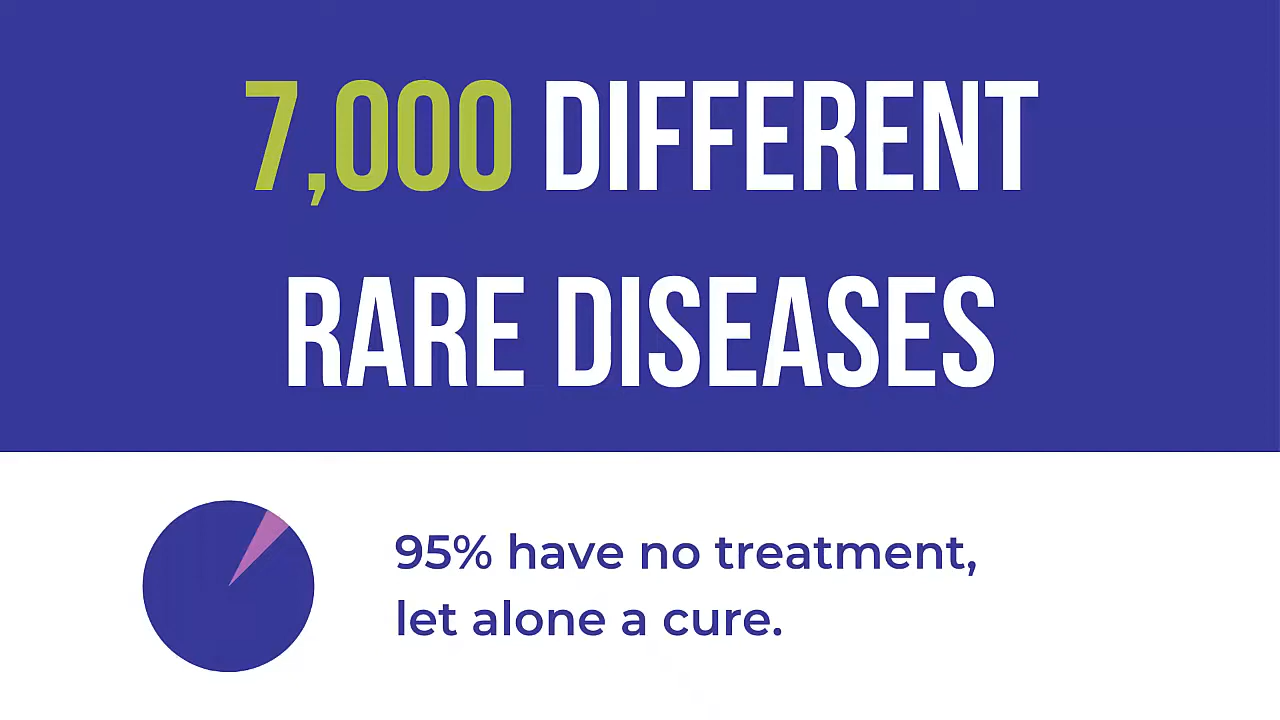 7,000 DIFFERENT
RARE DISEASES
95% have no treatment,
let alone a cure.